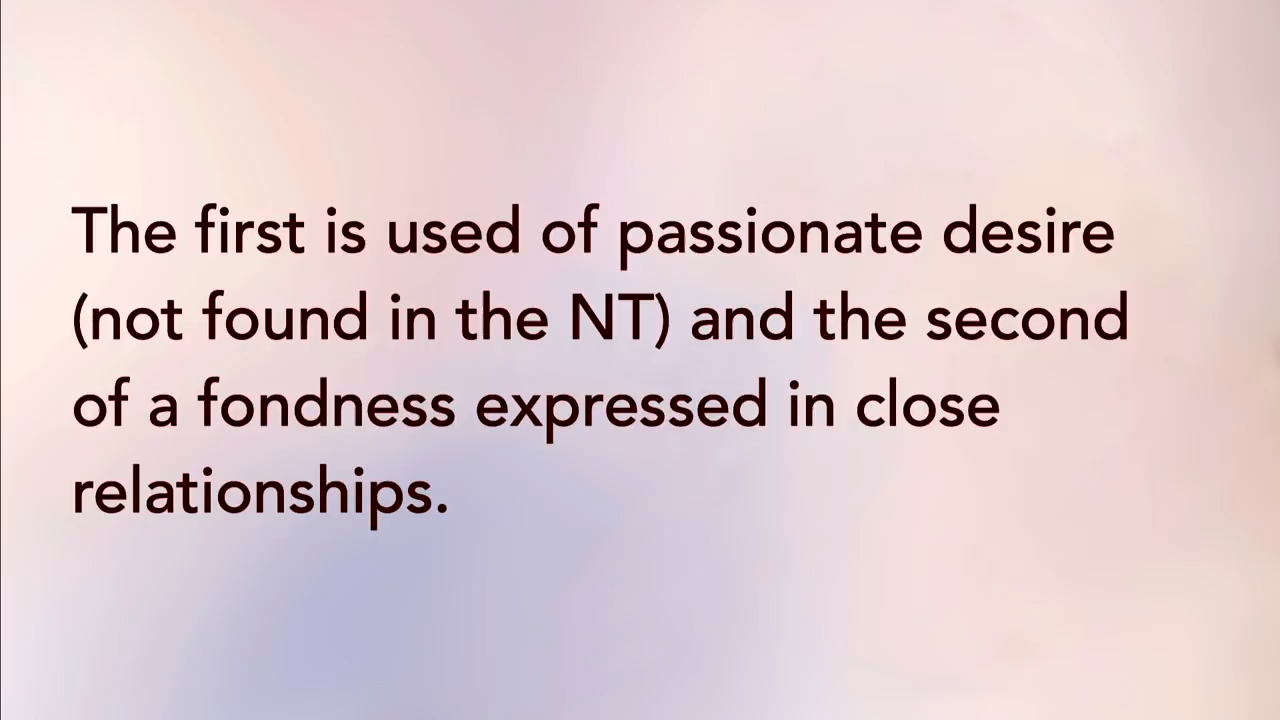 The first is used of passionate desire
(not found in the NT) and the second
of a fondness expressed in close
relationships.